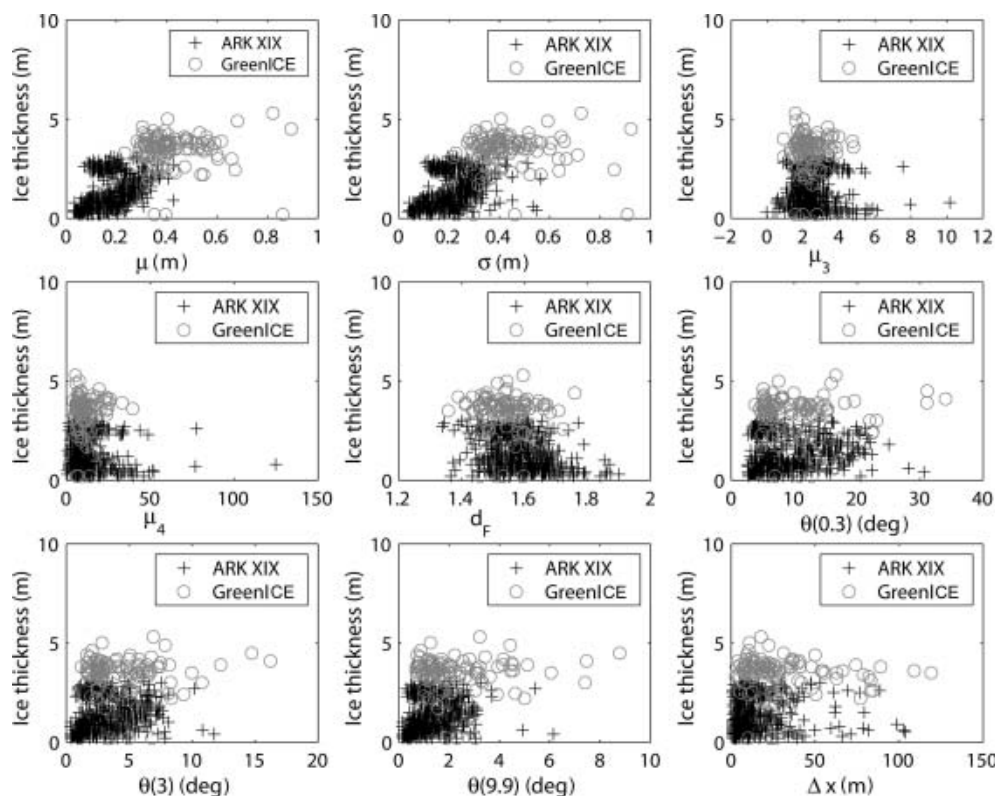 10 10 10
+ ARK XIX + ARK XIX + ARK XIX
○ GreenICE ○ GreenICE ○ GreenICE
Ice thickness (m) Ice thickness (m) Ice thickness (m)
5 5 5
0 0 0
0 0.2 0.4 0.6 0.8 1 0 0.2 0.4 0.6 0.8 1 −2 0 2 4 6 8 10 12
μ (m) σ (m) μ3
10 10 10
+ ARK XIX + ARK XIX + ARK XIX
○ GreenICE ○ GreenICE ○ GreenICE
Ice thickness (m) Ice thickness (m) Ice thickness (m)
5 5 5
0 0 0
0 50 100 150 1.2 1.4 1.6 1.8 2 0 10 20 30 40
μ4 dF θ(0.3) (deg)
10 10 10
+ ARK XIX + ARK XIX + ARK XIX
○ GreenICE ○ GreenICE ○ GreenICE
Ice thickness (m) Ice thickness (m) Ice thickness (m)
5 5 5
0 0 0
0 5 10 15 20 0 2 4 6 8 10 0 50 100 150
θ(3) (deg) θ(9.9) (deg) Δ x (m)